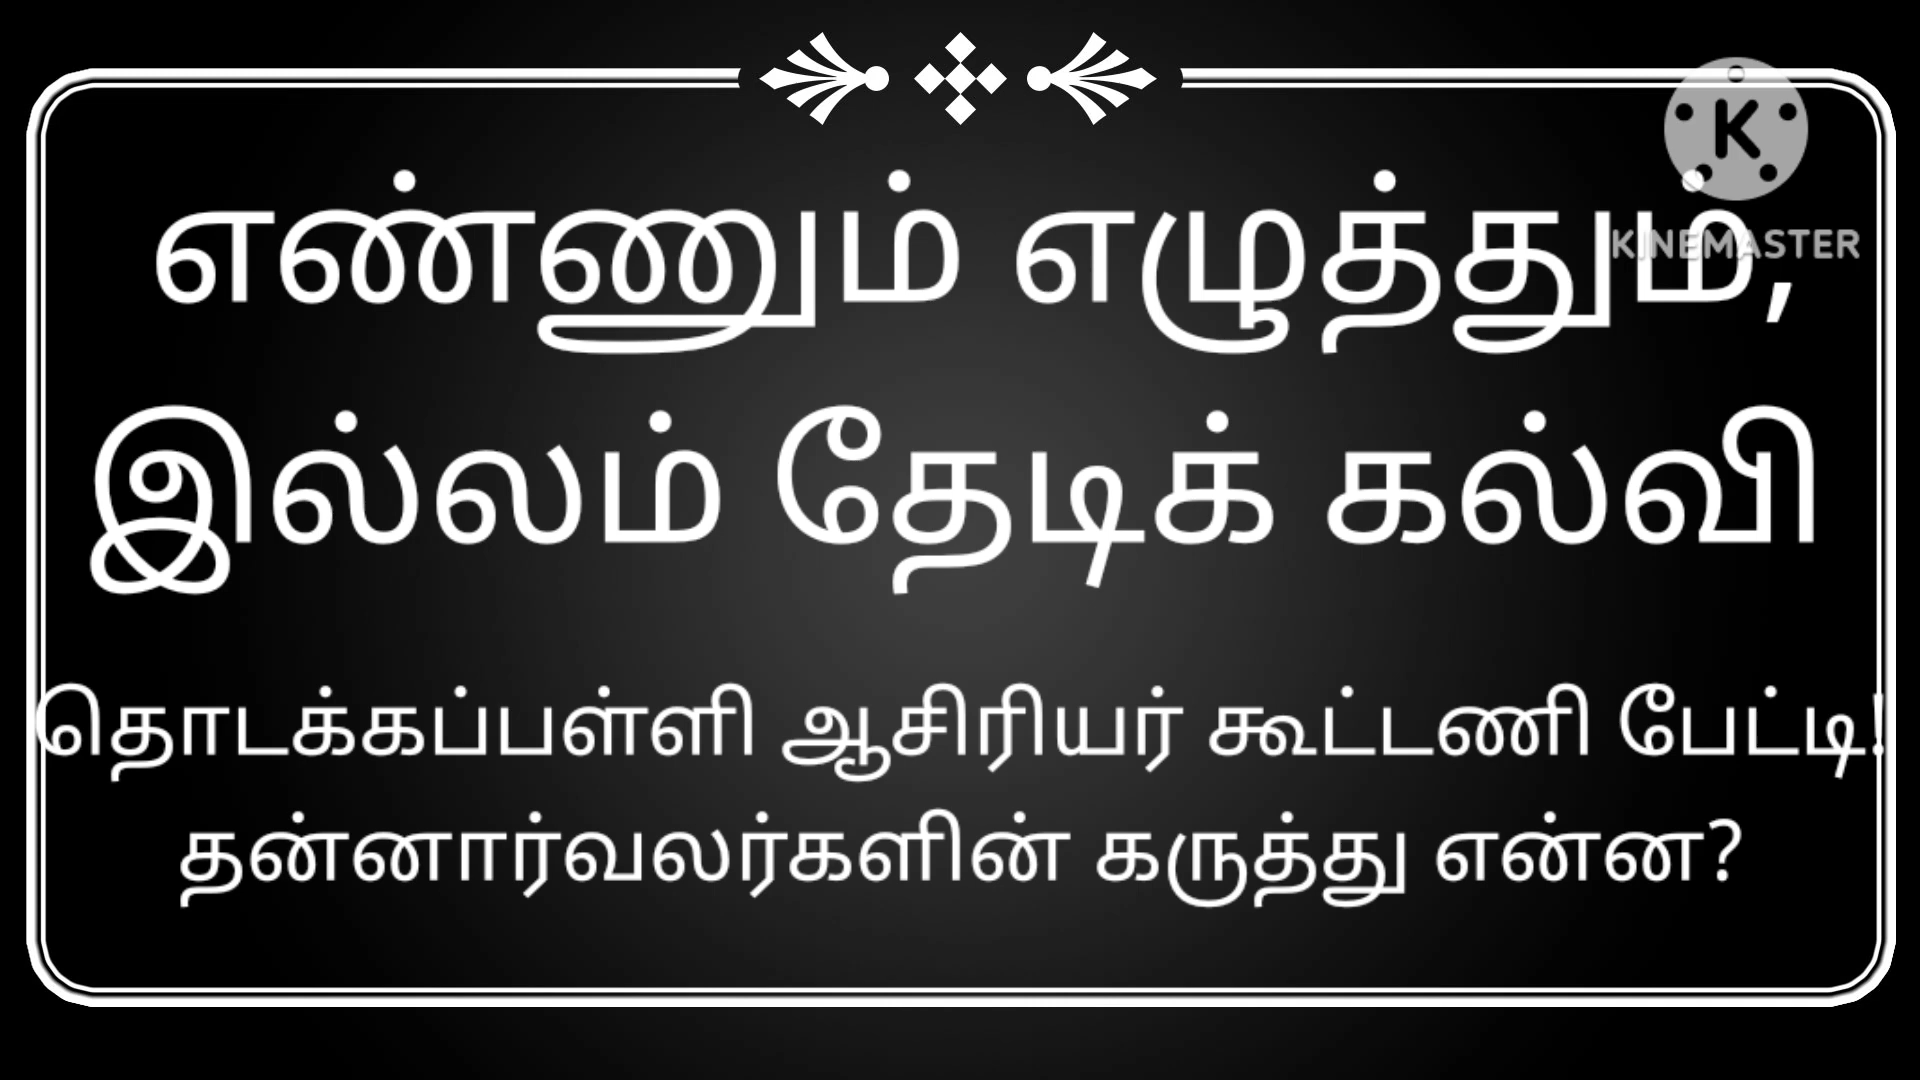 எண்ணும் எழுத்தும்,
இல்லம் தேடிக் கல்வி
தொடக்கப்பள்ளி ஆசிரியர் கூட்டணி பேட்டி!
தன்னார்வலர்களின் கருத்து என்ன?
K
KINEMASTER